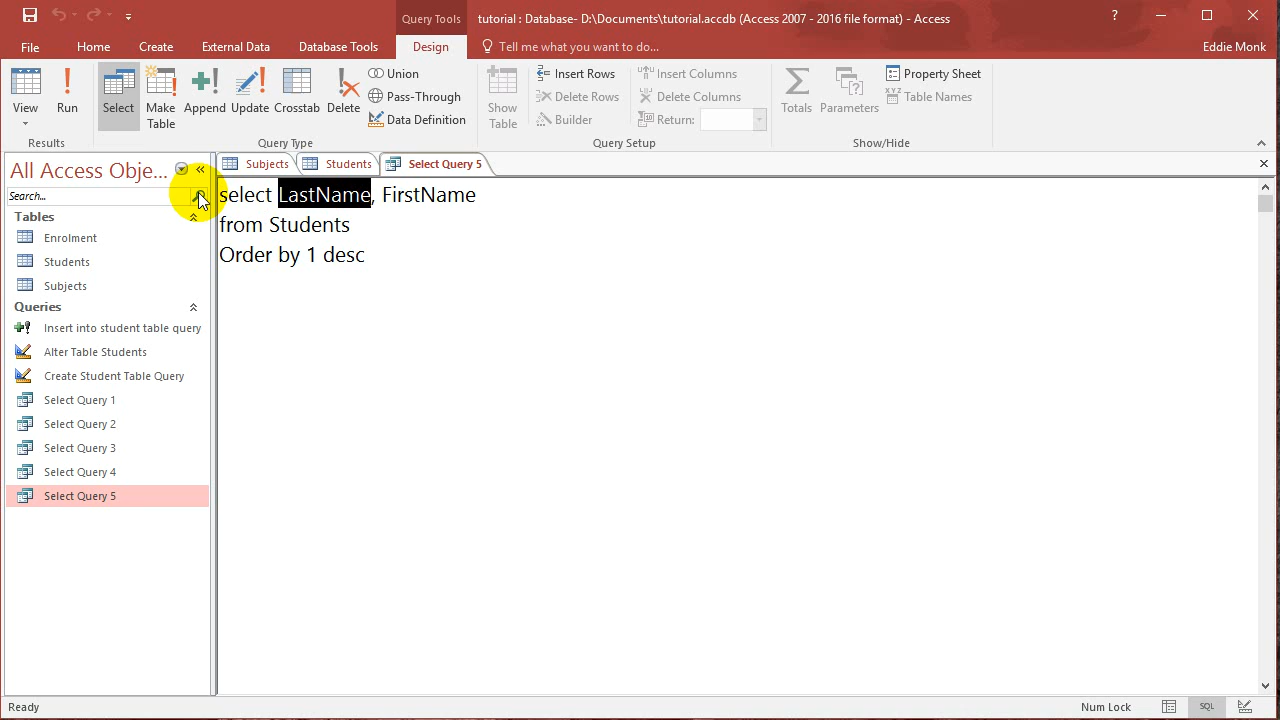 Query Tools
tutorial : Database- D:\Documents\tutorial.accdb (Access 2007 - 2016 file format) - Access
?
File Home Create External Data Database Tools Design Tell me what you want to do... Eddie Monk
View Run Select Make Table Append Update Crosstab Delete
Union
Pass-Through
Data Definition
Show Table
Insert Rows
Delete Rows
Builder
Insert Columns
Delete Columns
Return:
Totals Parameters
Property Sheet
XYZ Table Names
Results Query Type Query Setup Show/Hide
All Access Obje... «
Search...
Tables
Enrolment
Students
Subjects
Queries
Insert into student table query
Alter Table Students
Create Student Table Query
Select Query 1
Select Query 2
Select Query 3
Select Query 4
Select Query 5
Subjects Students Select Query 5
select LastName, FirstName
from Students
Order by 1 desc
Ready Num Lock SQL